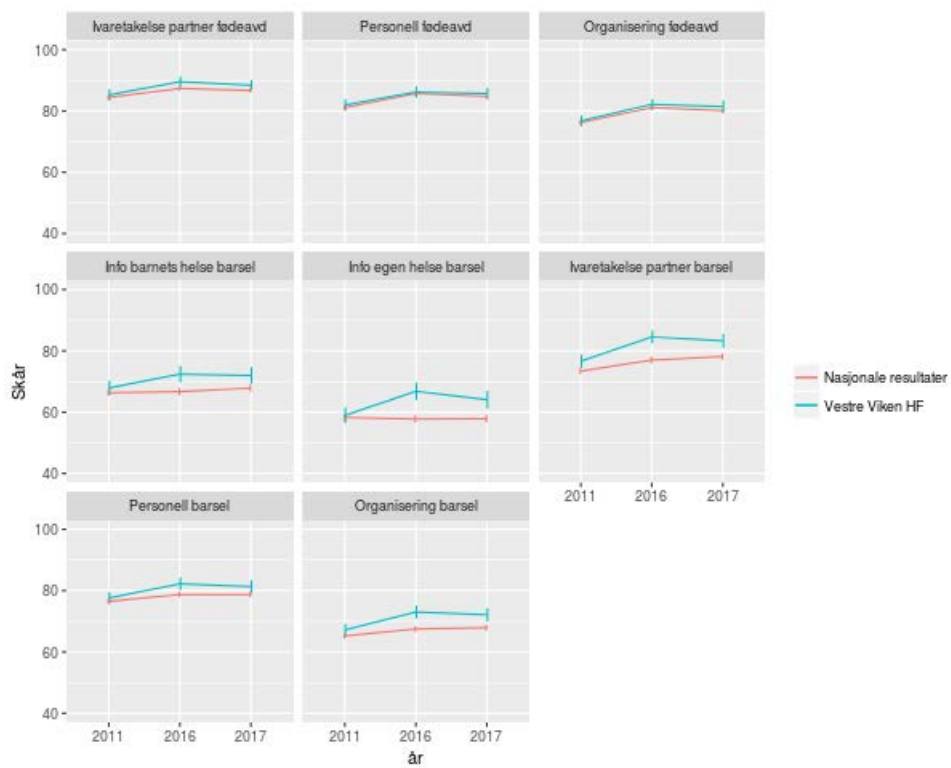 Ivaretakelse partner fødeavd
Personell fødeavd
Organisering fødeavd
100
80
60
40
Info barnets helse barsel
Info egen helse barsel
Ivaretakelse partner barsel
100
80
60
40
Skår
Nasjonale resultater
Vestre Viken HF
2011 2016 2017
Personell barsel
Organisering barsel
100
80
60
40
2011 2016 2017
2011 2016 2017
år